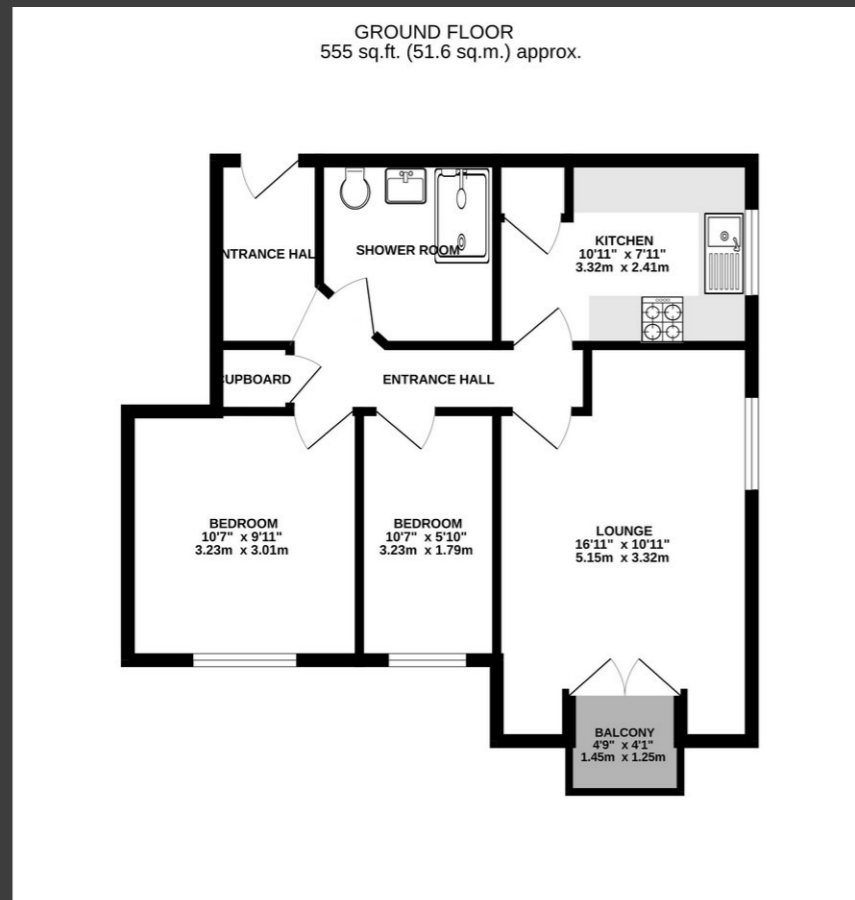 GROUND FLOOR
555 sq.ft. (51.6 sq.m.) approx.
NTRANCE HAL
SHOWER ROOM
KITCHEN
10'11" x 7'11"
3.32m x 2.41m
UPBOARD
ENTRANCE HALL
BEDROOM
10'7" x 9'11"
3.23m x 3.01m
BEDROOM
10'7" x 5'10"
3.23m x 1.79m
LOUNGE
16'11" x 10'11"
5.15m x 3.32m
BALCONY
4'9" x 4'1"
1.45m x 1.25m